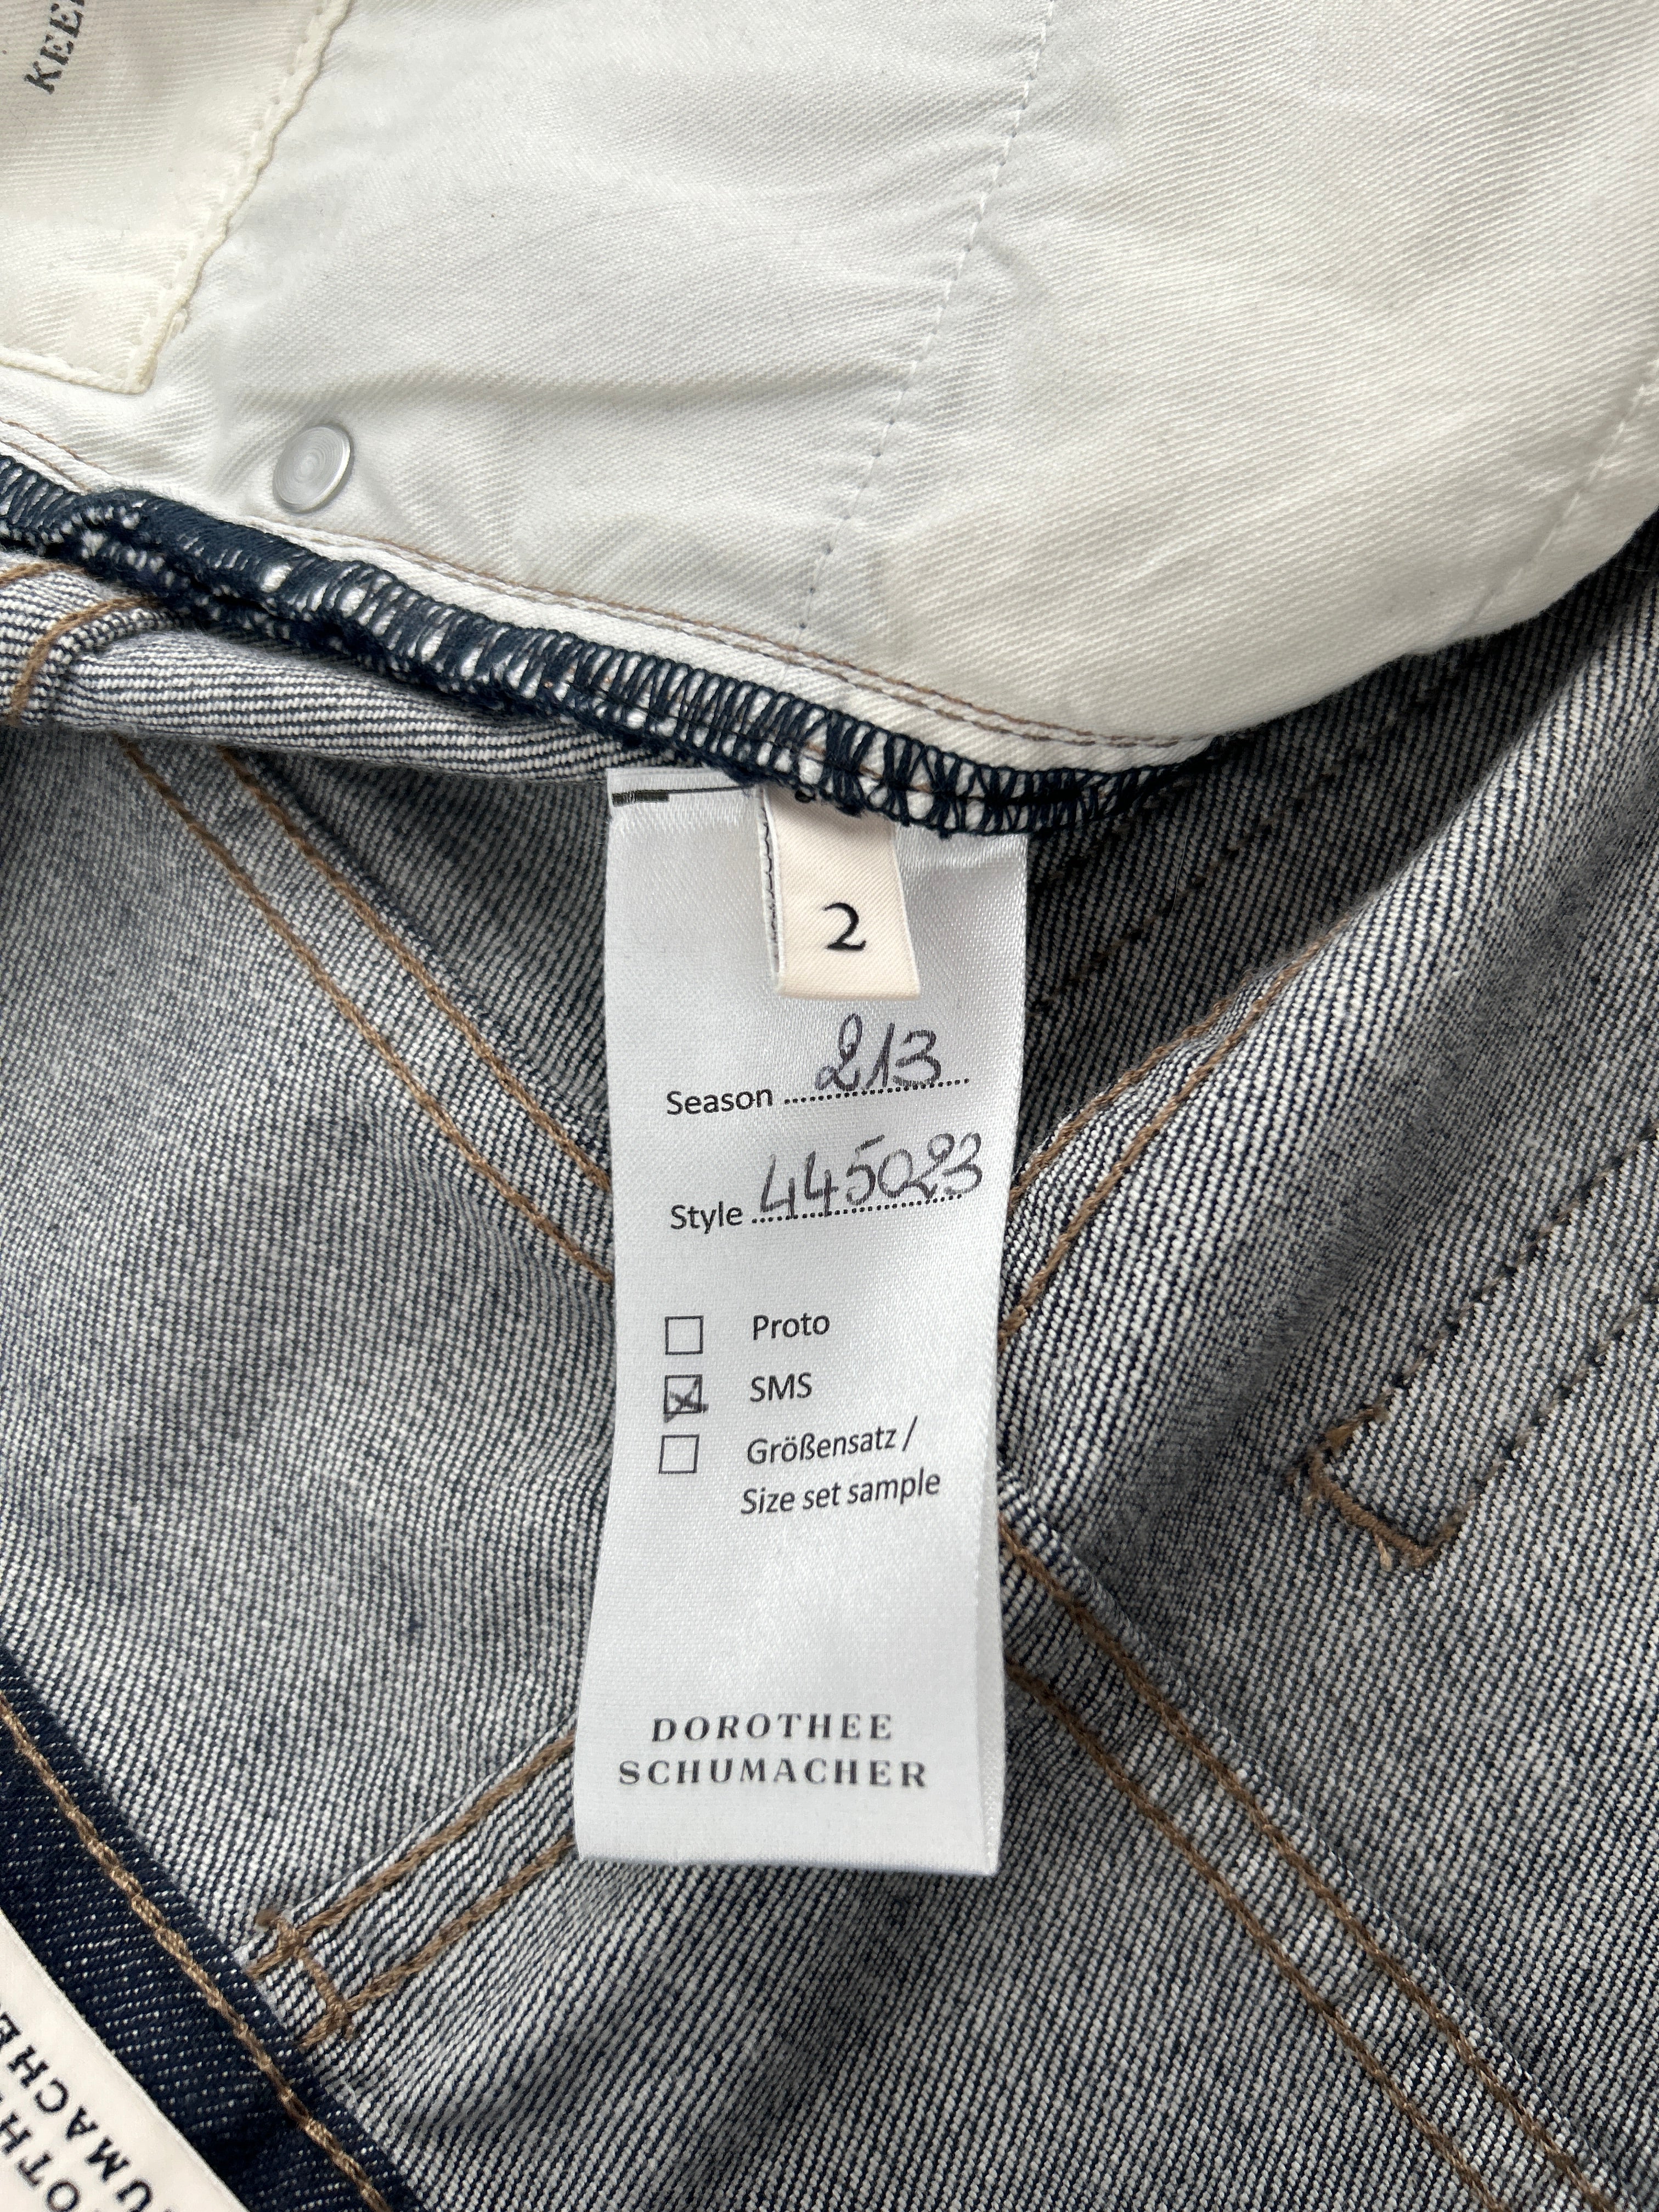 2
Season 213
Style 445023
Proto
SMS
Größensatz /
Size set sample
DOROTHEE
SCHUMACHER